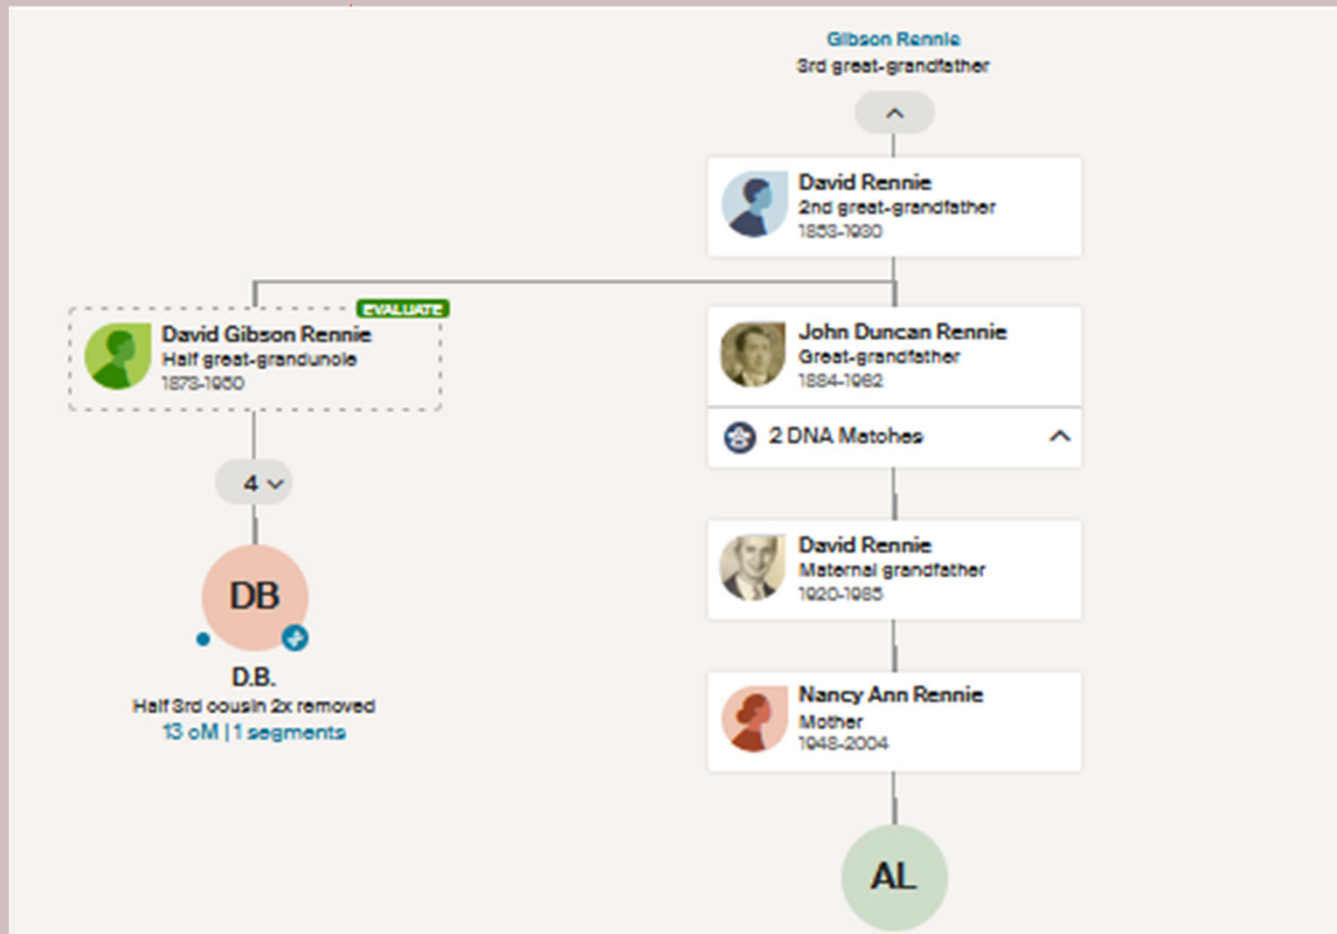 Gibson Rennie
3rd great-grandfather
David Rennie
2nd great-grandfather
1853-1930
EVALUATE
David Gibson Rennie
Half great-granduncle
1873-1950
John Duncan Rennie
Great-grandfather
1884-1962
2 DNA Matches
4
David Rennie
Maternal grandfather
1920-1985
DB
D.B.
Half 3rd cousin 2x removed
13 cM | 1 segments
Nancy Ann Rennie
Mother
1948-2004
AL